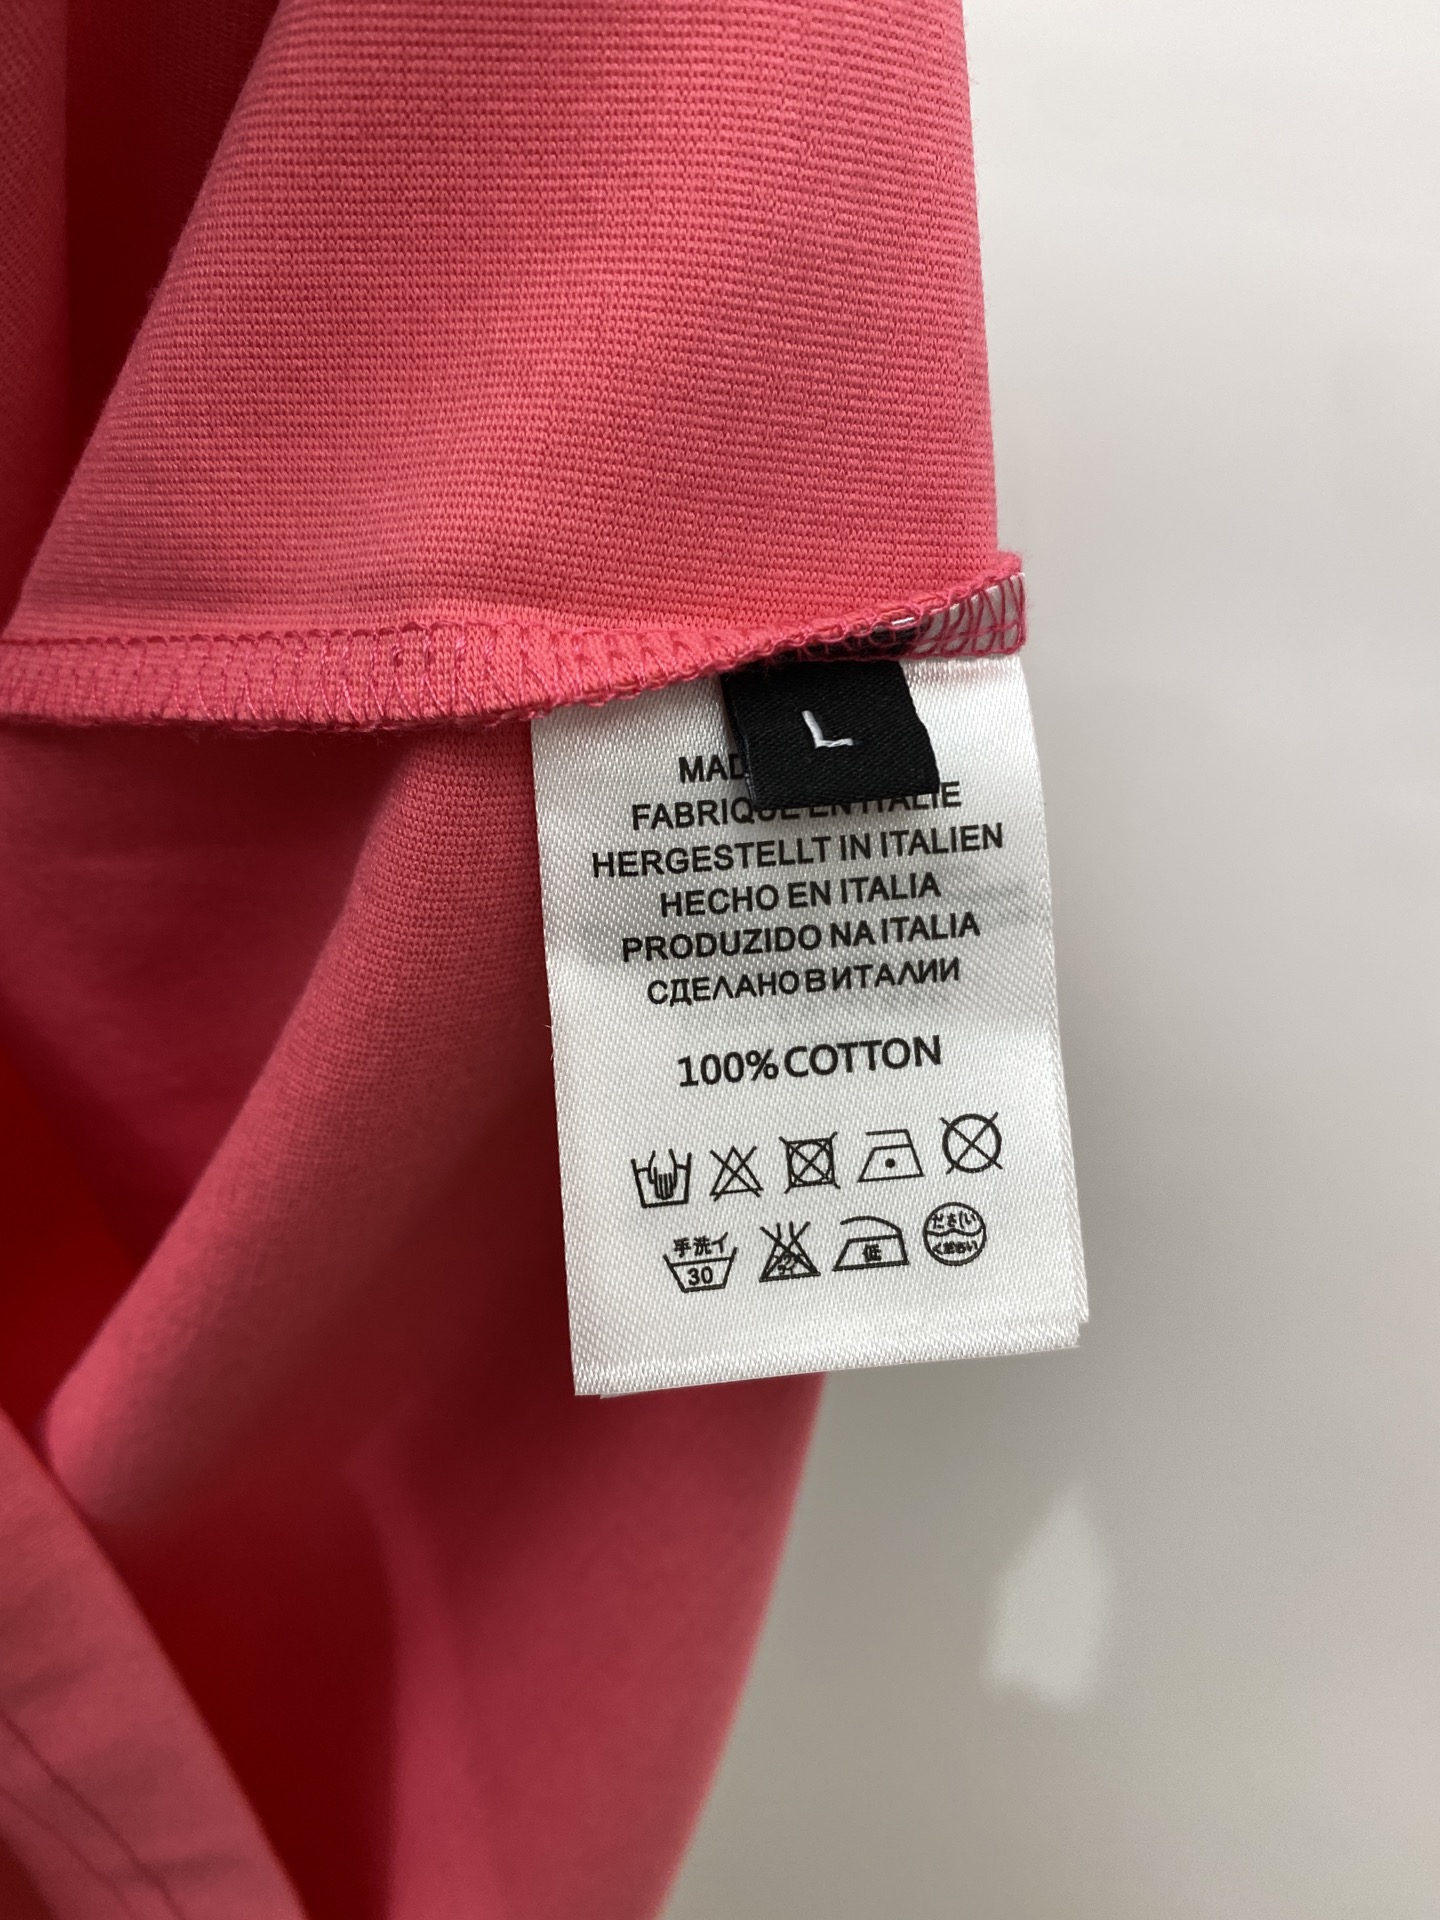 L
FABRIQUE EN ITALIE
HERGESTELLT IN ITALIEN
HECHO EN ITALIA
PRODUZIDO NA ITALIA
СДЕЛАНО В ИТАЛИИ
100% COTTON
手洗イ
30
低